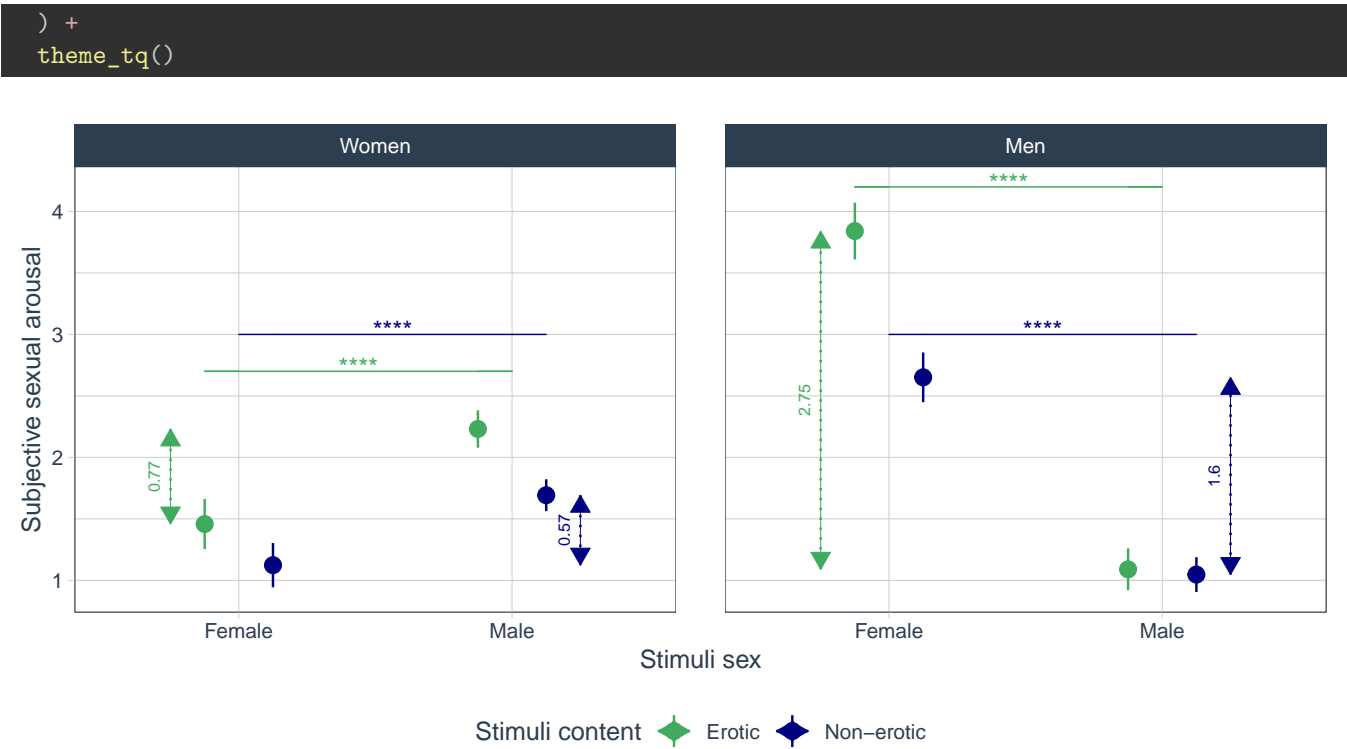 ) +
theme_tq()
Women
Men
Subjective sexual arousal
4
3
2
1
****
****
0.77
0.57
****
****
2.75
1.6
Female
Male
Female
Male
Stimuli sex
Stimuli content Erotic Non−erotic